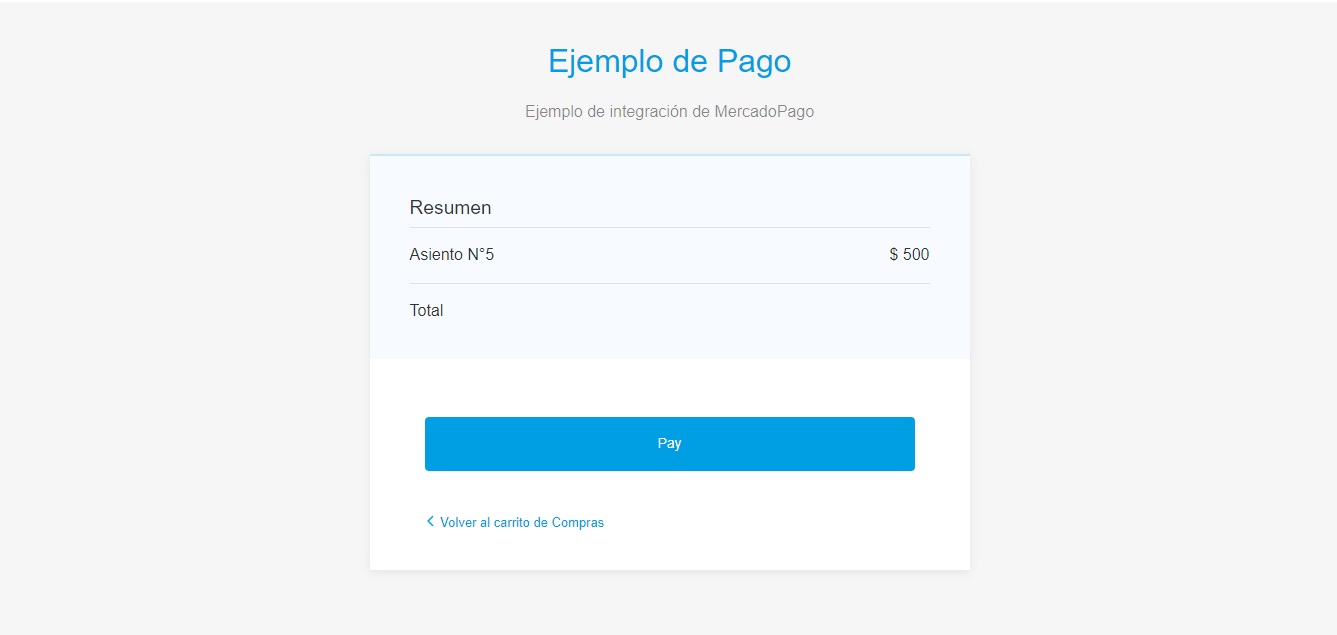 Ejemplo de Pago
Ejemplo de integración de MercadoPago
Resumen
Asiento N°5 $ 500
Total
Pay
Volver al carrito de Compras